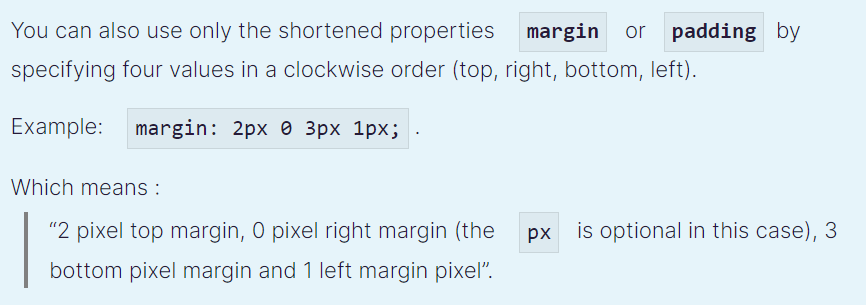 You can also use only the shortened properties margin or padding by
specifying four values in a clockwise order (top, right, bottom, left).
Example: margin: 2px 0 3px 1px; .
Which means :
“2 pixel top margin, 0 pixel right margin (the px is optional in this case), 3
bottom pixel margin and 1 left margin pixel”.